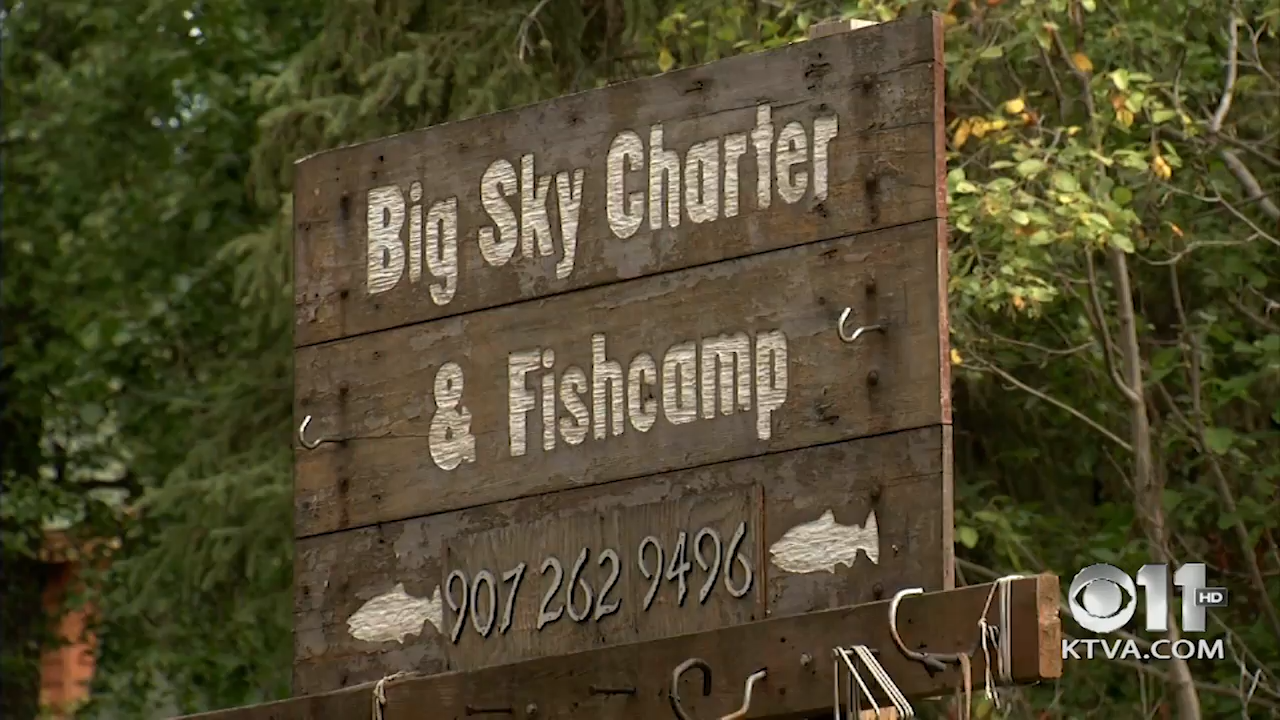 Big Sky Charter
& Fishcamp
907 262 9496
11 HD
KTVA.COM